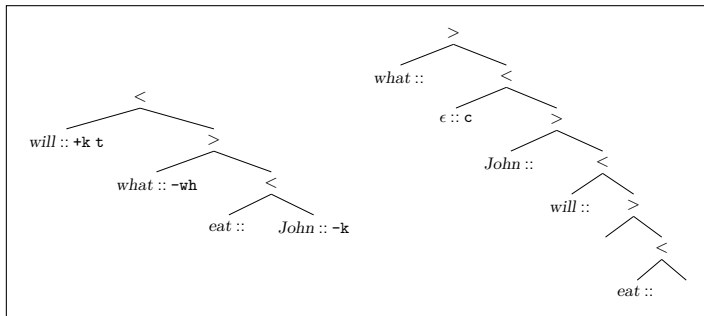 <
will :: +k t
>
what :: -wh
<
eat ::
John :: -k
>
what ::
<
ϵ :: c
>
John ::
<
will ::
>
<
eat ::